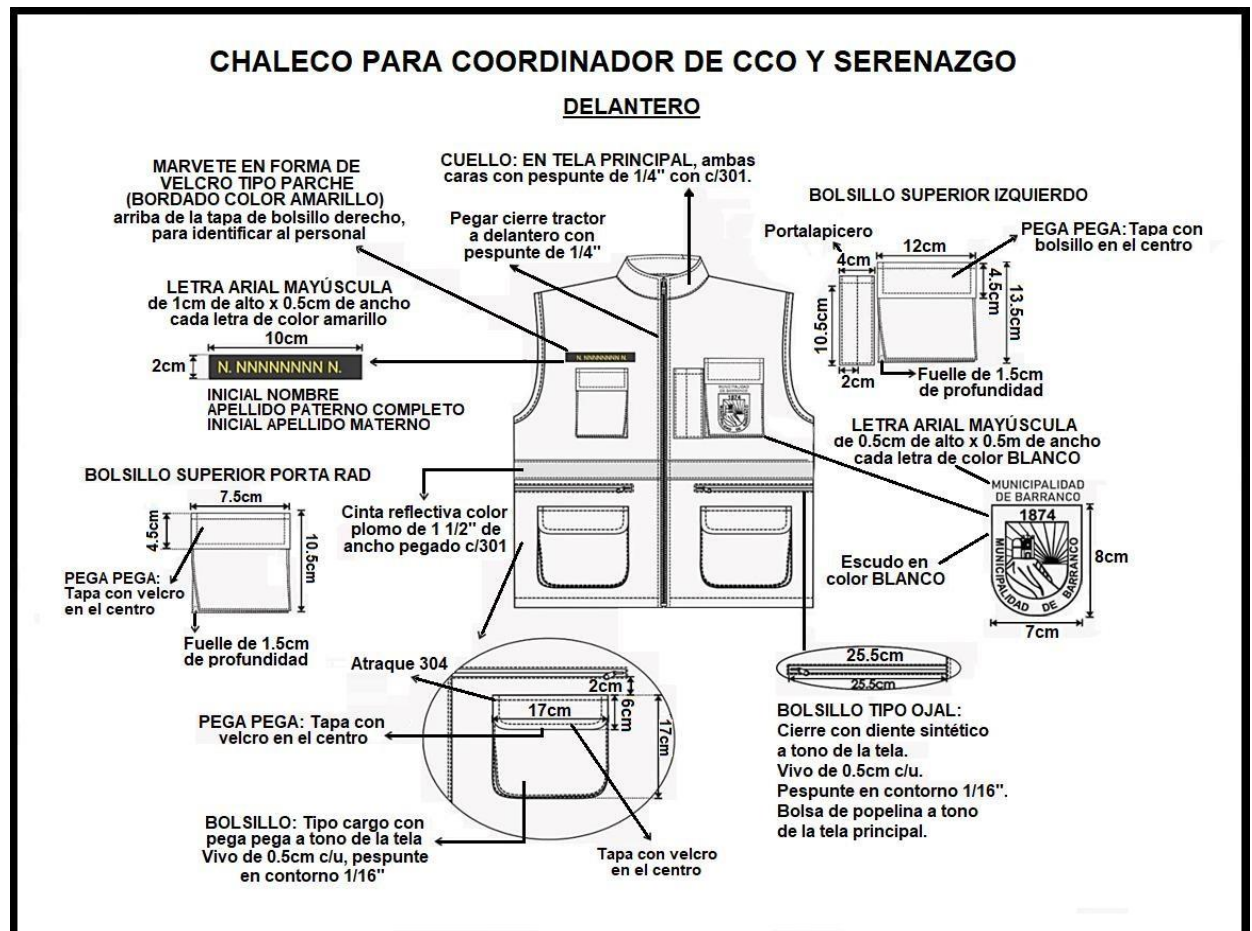 CHALECO PARA COORDINADOR DE CCO Y SERENAZGO
DELANTERO
MARVETE EN FORMA DE
VELCRO TIPO PARCHE
(BORDADO COLOR AMARILLO)
arriba de la tapa de bolsillo derecho,
para identificar al personal
CUELLO: EN TELA PRINCIPAL, ambas
caras con pespunte de 1/4" con c/301.
Pegar cierre tractor
a delantero con
pespunte de 1/4"
BOLSILLO SUPERIOR IZQUIERDO
Portalapicero
4cm
12cm
PEGA PEGA: Tapa con
bolsillo en el centro
4.5cm
13.5cm
10.5cm
2cm
Fuelle de 1.5cm
de profundidad
LETRA ARIAL MAYÚSCULA
de 1cm de alto x 0.5cm de ancho
cada letra de color amarillo
10cm
2cm
N. NNNNNNNN N.
INICIAL NOMBRE
APELLIDO PATERNO COMPLETO
INICIAL APELLIDO MATERNO
N. NNNNNNNN N.
MUNICIPALIDAD
DE BARRANCO
1874
LETRA ARIAL MAYÚSCULA
de 0.5cm de alto x 0.5m de ancho
cada letra de color BLANCO
MUNICIPALIDAD
DE BARRANCO
1874
MUNICIPALIDAD DE BARRANCO
8cm
7cm
Escudo en
color BLANCO
BOLSILLO SUPERIOR PORTA RAD
7.5cm
4.5cm
10.5cm
PEGA PEGA:
Tapa con velcro
en el centro
Fuelle de 1.5cm
de profundidad
Cinta reflectiva color
plomo de 1 1/2" de
ancho pegado c/301
Atraque 304
2cm
6cm
17cm
17cm
PEGA PEGA: Tapa con
velcro en el centro
BOLSILLO: Tipo cargo con
pega pega a tono de la tela
Vivo de 0.5cm c/u, pespunte
en contorno 1/16"
Tapa con velcro
en el centro
25.5cm
25.5cm
BOLSILLO TIPO OJAL:
Cierre con diente sintético
a tono de la tela.
Vivo de 0.5cm c/u.
Pespunte en contorno 1/16".
Bolsa de popelina a tono
de la tela principal.